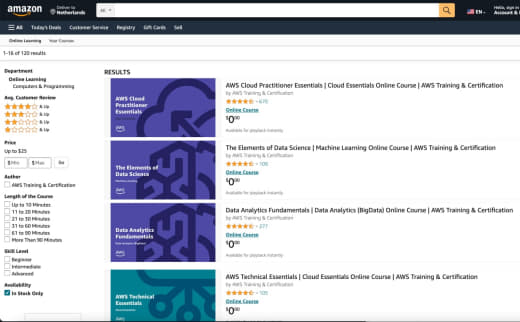 amazon
Deliver to
Netherlands
All
EN
Hello, sign in
Account &
All
Today's Deals
Customer Service
Registry
Gift Cards
Sell
Online Learning
Your Courses
1-16 of 120 results
Department
Online Learning
Computers & Programming
Avg. Customer Review
& Up
& Up
& Up
& Up
Price
Up to $25
$ Min
$ Max
Go
Author
AWS Training & Certification
Length of the Course
Up to 10 Minutes
11 to 20 Minutes
21 to 30 Minutes
31 to 60 Minutes
61 to 90 Minutes
More Than 90 Minutes
Skill Level
Beginner
Intermediate
Advanced
Availability
In Stock Only
RESULTS
AWS Cloud
Practitioner
Essentials
aws
AWS Cloud Practitioner Essentials | Cloud Essentials Online Course | AWS Training & Certification
by AWS Training & Certification
670
Online Course
$0.00
Available for playback instantly
The Elements of
Data Science
Machine Learning
aws
The Elements of Data Science | Machine Learning Online Course | AWS Training & Certification
by AWS Training & Certification
Online Course
$0.00
Available for playback instantly
Data Analytics
Fundamentals
Data Analytics (BigData)
aws
Data Analytics Fundamentals | Data Analytics (BigData) Online Course | AWS Training & Certification
by AWS Training & Certification
277
Online Course
$0.00
Available for playback instantly
AWS Technical
Essentials
aws
AWS Technical Essentials | Cloud Essentials Online Course | AWS Training & Certification
by AWS Training & Certification
Online Course
$0.00